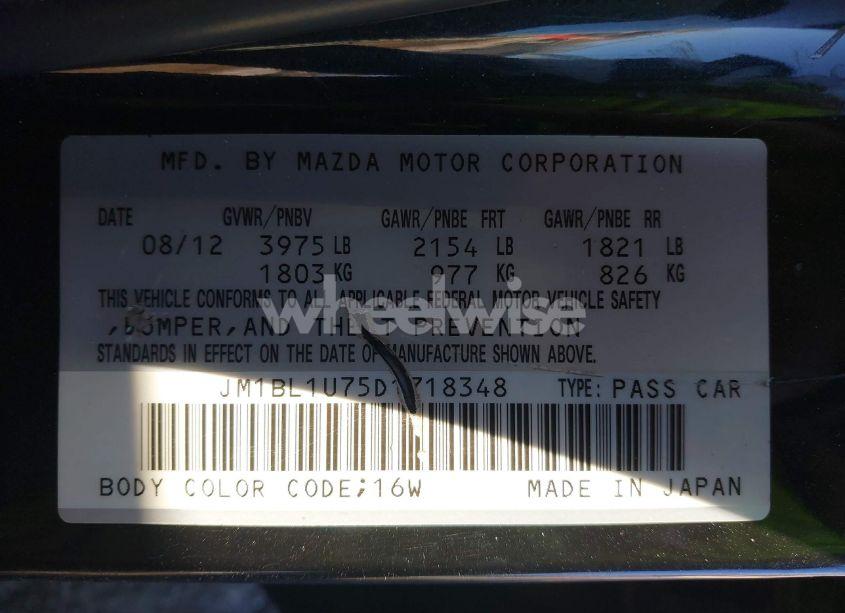 MFD. BY MAZDA MOTOR CORPORATION
DATE GVWR/PNBV GAWR/PNBE FRT GAWR/PNBE RR
08/12 3975 LB 2154 LB 1821 LB
1803 KG 977 KG 826 KG
THIS VEHICLE CONFORMS TO ALL APPLICABLE FEDERAL MOTOR VEHICLE SAFETY
wheelwise
,BUMPER,AND THEFT PREVENTION
STANDARDS IN EFFECT ON THE DATE OF MANUFACTURE SHOWN ABOVE.
TYPE: PASS CAR
BODY COLOR CODE;16W MADE IN JAPAN